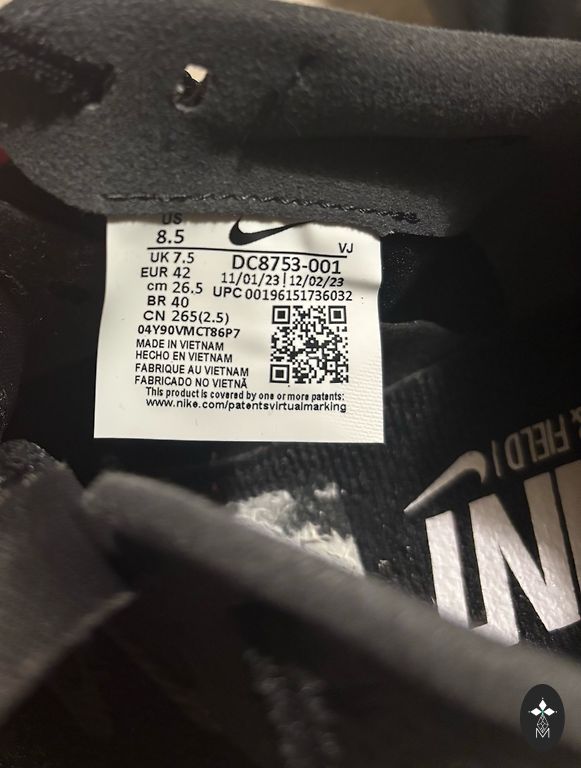 US
8.5
VJ
UK 7.5
DC8753-001
EUR 42
11/01/23 | 12/02/23
cm 26.5
UPC 00196151736032
BR 40
CN 265(2.5)
04Y90VMCT86P7
MADE IN VIETNAM
HECHO EN VIETNAM
FABRIQUE AU VIETNAM
FABRICADO NO VIETNÃ
This product is covered by one or more patents:
www.nike.com/patentsvirtualmarking
& FIELD |
NI
M